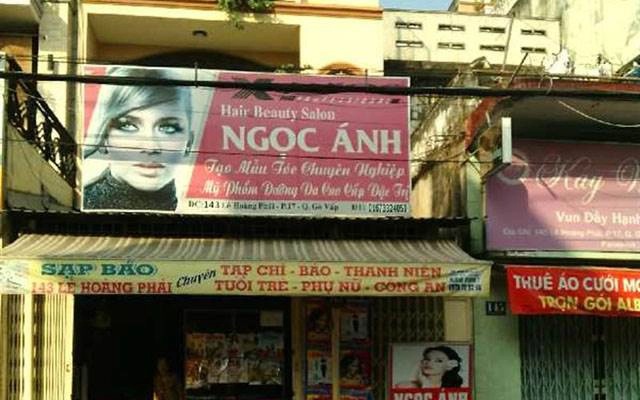 Hair Beauty Salon
NGỌC ÁNH
Tạo Mẫu Tóc Chuyên Nghiệp
Mỹ Phẩm Dưỡng Da Cao Cấp Đặc Trị
ĐC: 143 Lê Hoàng Phái - P.17 - Q. Gò Vấp
SẠP BÁO
143 LÊ HOÀNG PHÁI
Chuyên
TẠP CHÍ - BÁO - THANH NIÊN
TUỔI TRẺ - PHỤ NỮ - CÔNG AN
Vun Đầy Hạnh
THUÊ ÁO CƯỚI
TRỌN GÓI
NGỌC ÁNH